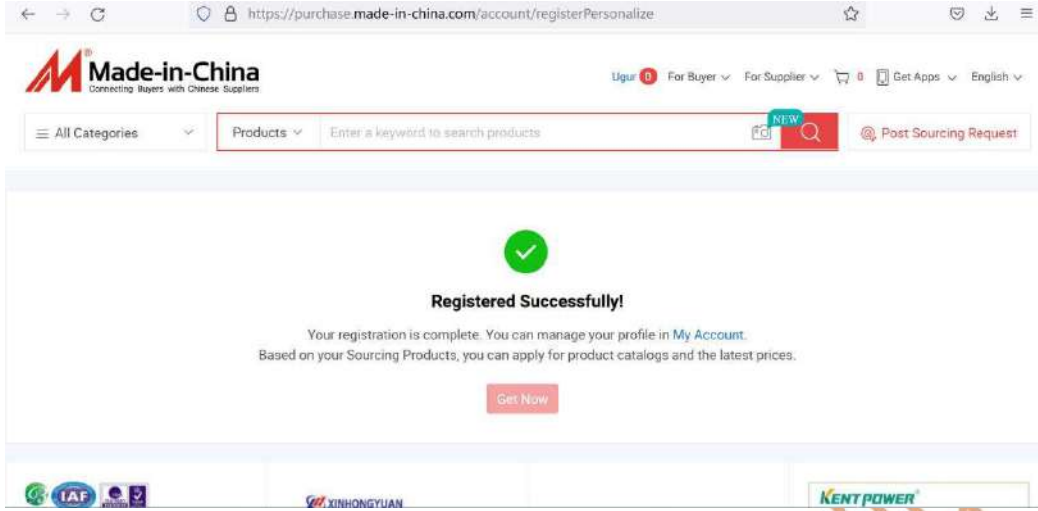 https://purchase.made-in-china.com/account/registerPersonalize
Made-in-China
Connecting Buyers with Chinese Suppliers
Ugur 0 For Buyer For Supplier 0 Get Apps English
All Categories Products Enter a keyword to search products NEW Post Sourcing Request
Registered Successfully!
Your registration is complete. You can manage your profile in My Account.
Based on your Sourcing Products, you can apply for product catalogs and the latest prices.
Get Now
IAF XINHONGYUAN KENT POWER